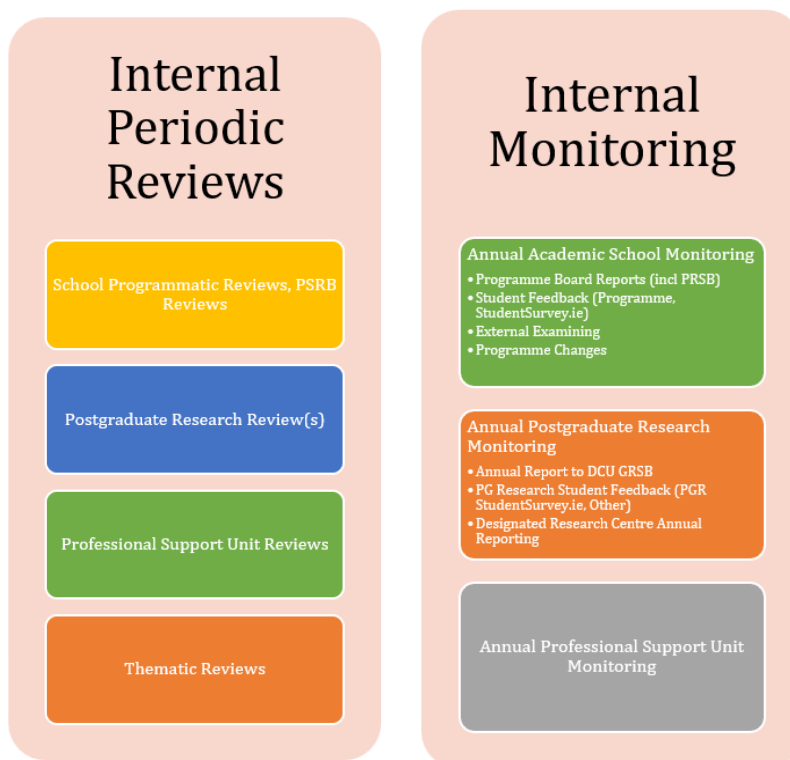 Internal
Periodic
Reviews
School Programmatic Reviews, PSRB
Reviews
Postgraduate Research Review(s)
Professional Support Unit Reviews
Thematic Reviews
Internal
Monitoring
Annual Academic School Monitoring
• Programme Board Reports (incl PRSB)
• Student Feedback (Programme,
StudentSurvey.ie)
• External Examining
• Programme Changes
Annual Postgraduate Research
Monitoring
• Annual Report to DCU GRSB
• PG Research Student Feedback (PGR
StudentSurvey.ie, Other)
• Designated Research Centre Annual
Reporting
Annual Professional Support Unit
Monitoring